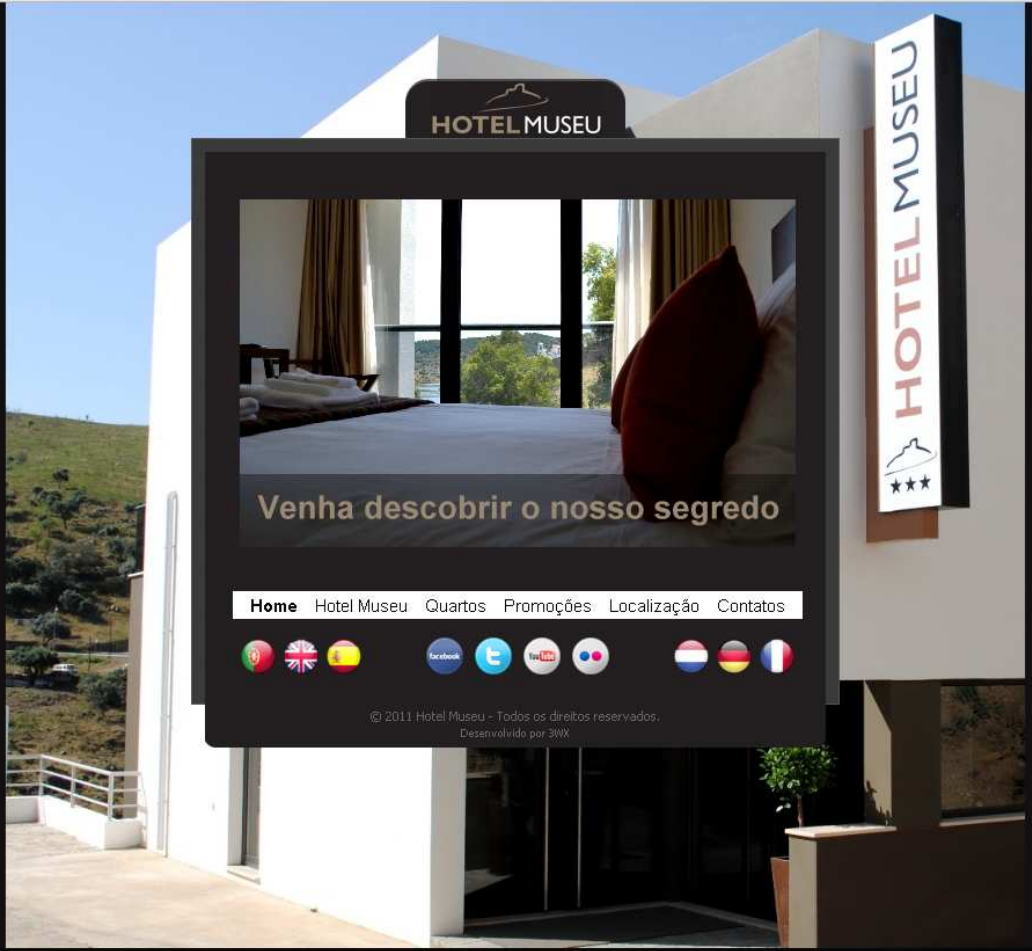 HOTEL MUSEU
HOTEL MUSEU
Venha descobrir o nosso segredo
Home Hotel Museu Quartos Promoções Localização Contatos
facebook t You Tube
© 2011 Hotel Museu - Todos os direitos reservados.
Desenvolvido por 3WX